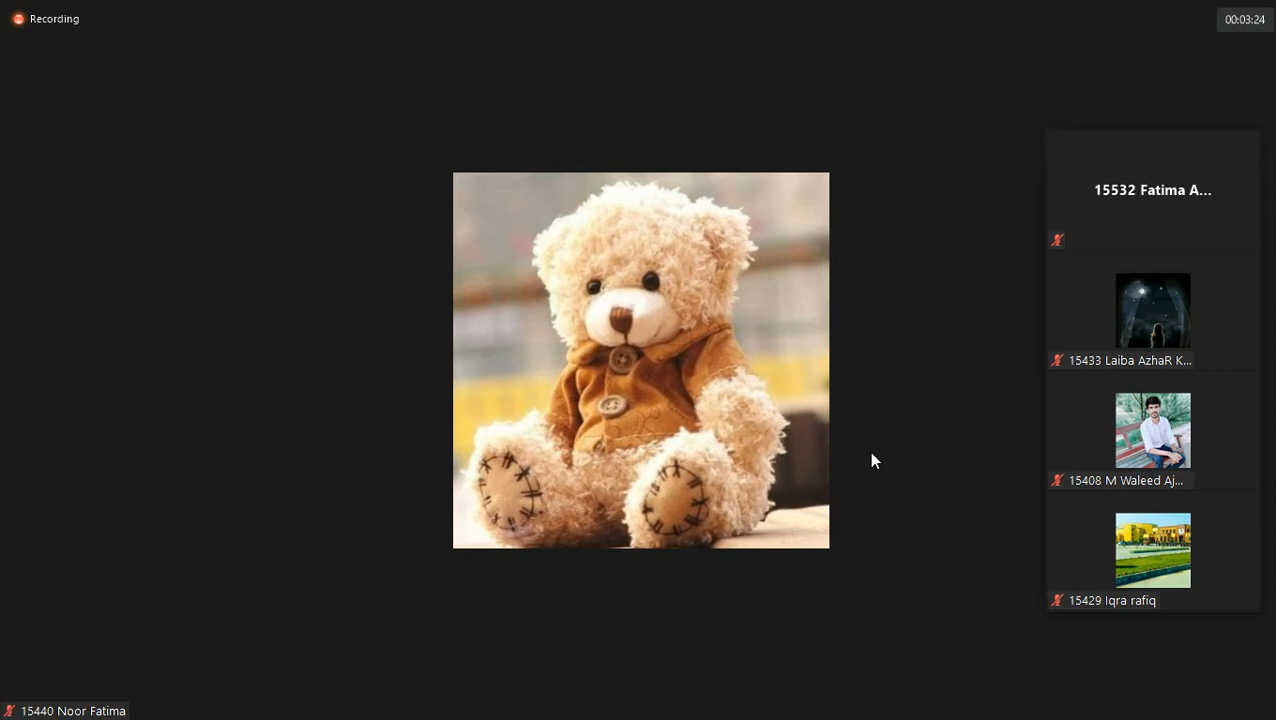 Recording
00:03:24
15532 Fatima A...
15433 Laiba AzhaR K...
15408 M Waleed Aj...
15429 Iqra rafiq
15440 Noor Fatima